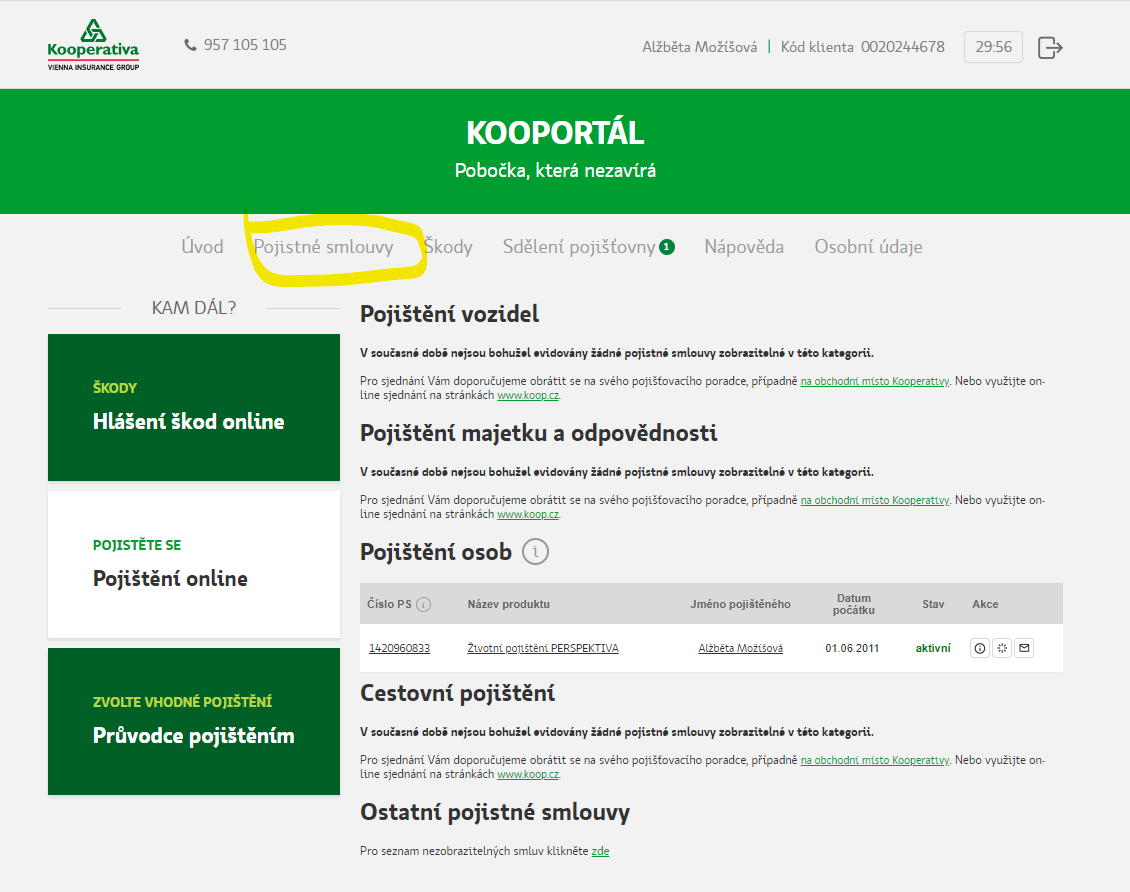 Kooperativa
VIENNA INSURANCE GROUP
957 105 105
Alžběta Možíšová | Kód klienta 0020244678
29:56
KOOPORTÁL
Pobočka, která nezavírá
Úvod Pojistné smlouvy Škody Sdělení pojišťovny 1 Nápověda Osobní údaje
KAM DÁL?
ŠKODY
Hlášení škod online
POJISTĚTE SE
Pojištění online
ZVOLTE VHODNÉ POJIŠTĚNÍ
Průvodce pojištěním
Pojištění vozidel
V současné době nejsou bohužel evidovány žádné pojistné smlouvy zobrazitelné v této kategorii.
Pro sjednání Vám doporučujeme obrátit se na svého pojišťovacího poradce, případně na obchodní místo Kooperativy. Nebo využijte on-
line sjednání na stránkách www.koop.cz.
Pojištění majetku a odpovědnosti
V současné době nejsou bohužel evidovány žádné pojistné smlouvy zobrazitelné v této kategorii.
Pro sjednání Vám doporučujeme obrátit se na svého pojišťovacího poradce, případně na obchodní místo Kooperativy. Nebo využijte on-
line sjednání na stránkách www.koop.cz.
Pojištění osob i
Číslo PS i Název produktu Jméno pojištěného Datum počátku Stav Akce
1420960833 Životní pojištění PERSPEKTIVA Alžběta Možíšová 01.06.2011 aktivní
Cestovní pojištění
V současné době nejsou bohužel evidovány žádné pojistné smlouvy zobrazitelné v této kategorii.
Pro sjednání Vám doporučujeme obrátit se na svého pojišťovacího poradce, případně na obchodní místo Kooperativy. Nebo využijte on-
line sjednání na stránkách www.koop.cz.
Ostatní pojistné smlouvy
Pro seznam nezobrazitelných smluv klikněte zde